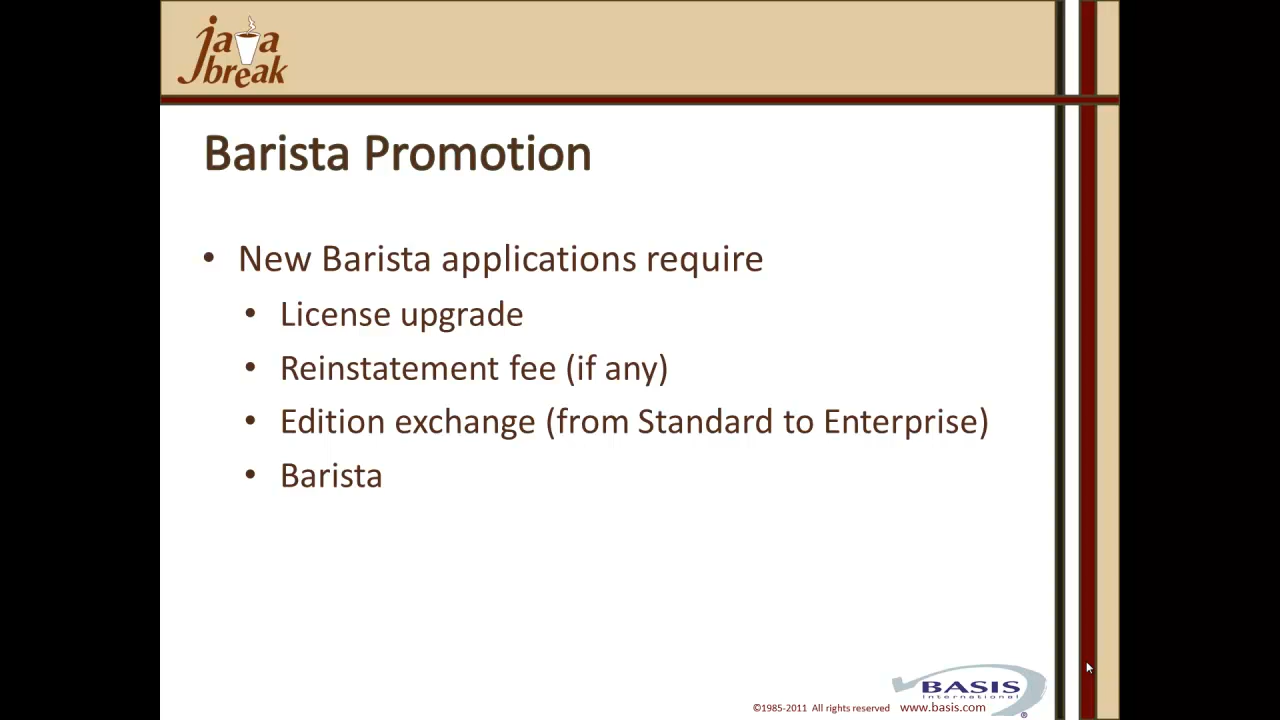 java
break
Barista Promotion
• New Barista applications require
• License upgrade
• Reinstatement fee (if any)
• Edition exchange (from Standard to Enterprise)
• Barista
BASIS
International
®
©1985-2011 All rights reserved www.basis.com